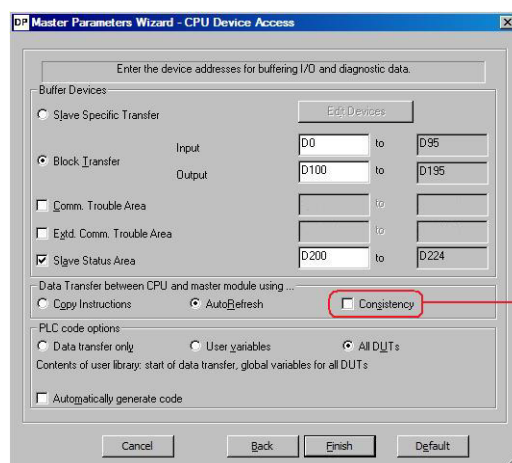 DP Master Parameters Wizard - CPU Device Access
Enter the device addresses for buffering I/O and diagnostic data.
Buffer Devices
Slave Specific Transfer
Edit Devices
Input
D0 to D95
Block Transfer
Output
D100 to D195
Comm. Trouble Area
to
Extd. Comm. Trouble Area
to
Slave Status Area
D200 to D224
Data Transfer between CPU and master module using ...
Copy Instructions AutoRefresh Consistency
PLC code options
Data transfer only User variables All DUTs
Contents of user library: start of data transfer, global variables for all DUTs
Automatically generate code
Cancel Back Finish Default